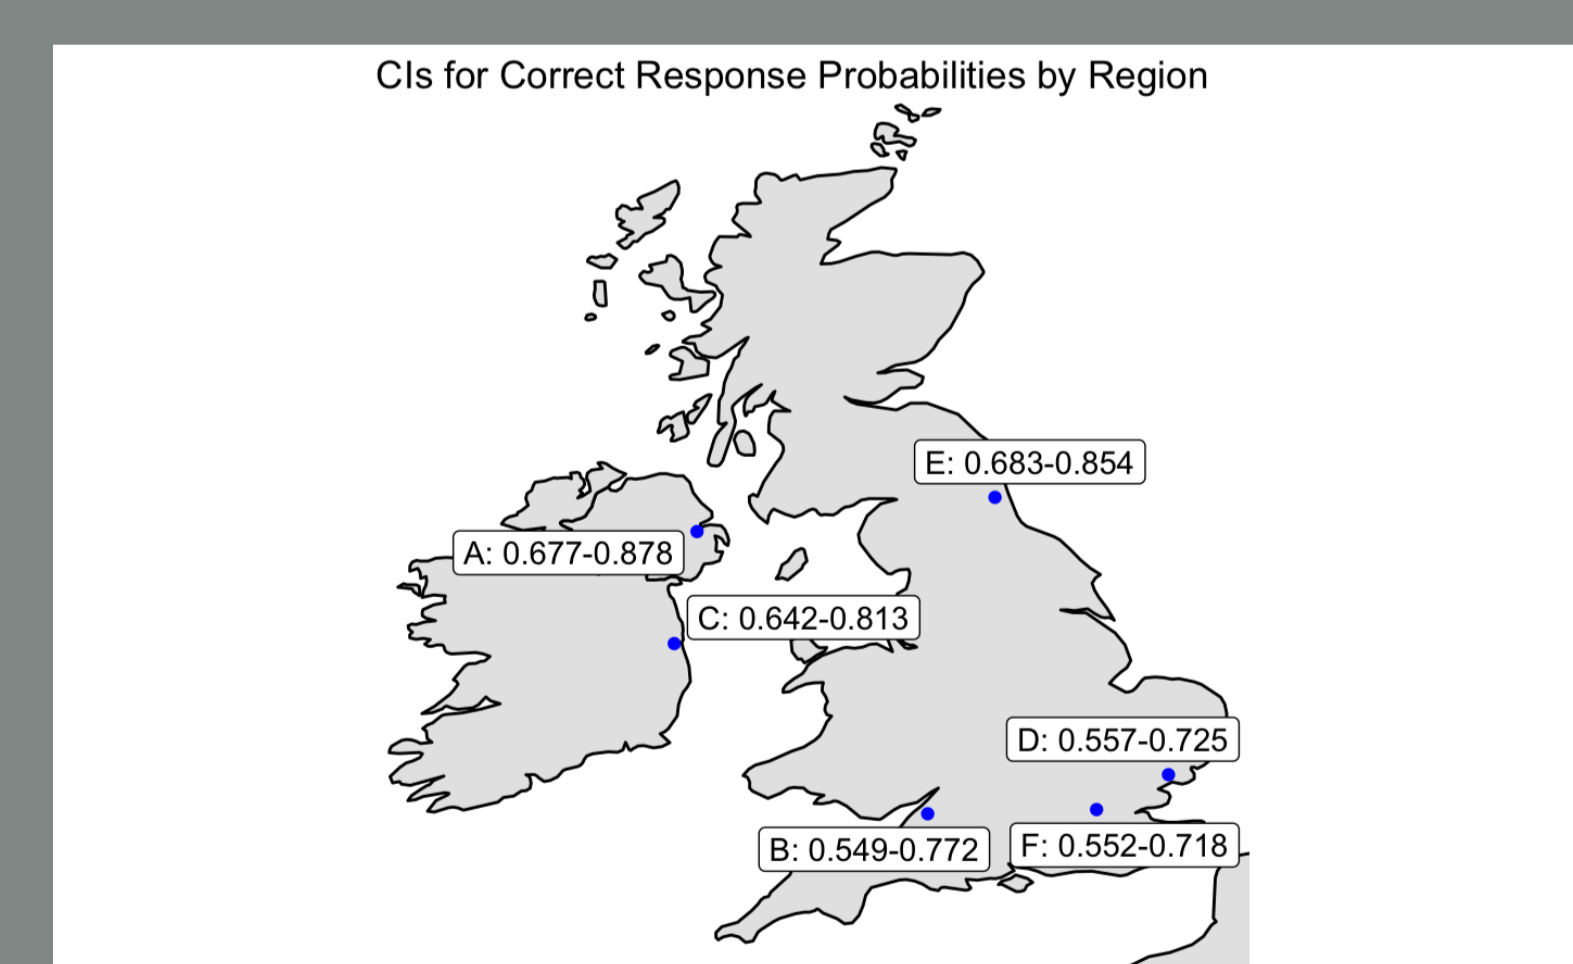 CIs for Correct Response Probabilities by Region
E: 0.683-0.854
A: 0.677-0.878
C: 0.642-0.813
D: 0.557-0.725
B: 0.549-0.772
F: 0.552-0.718